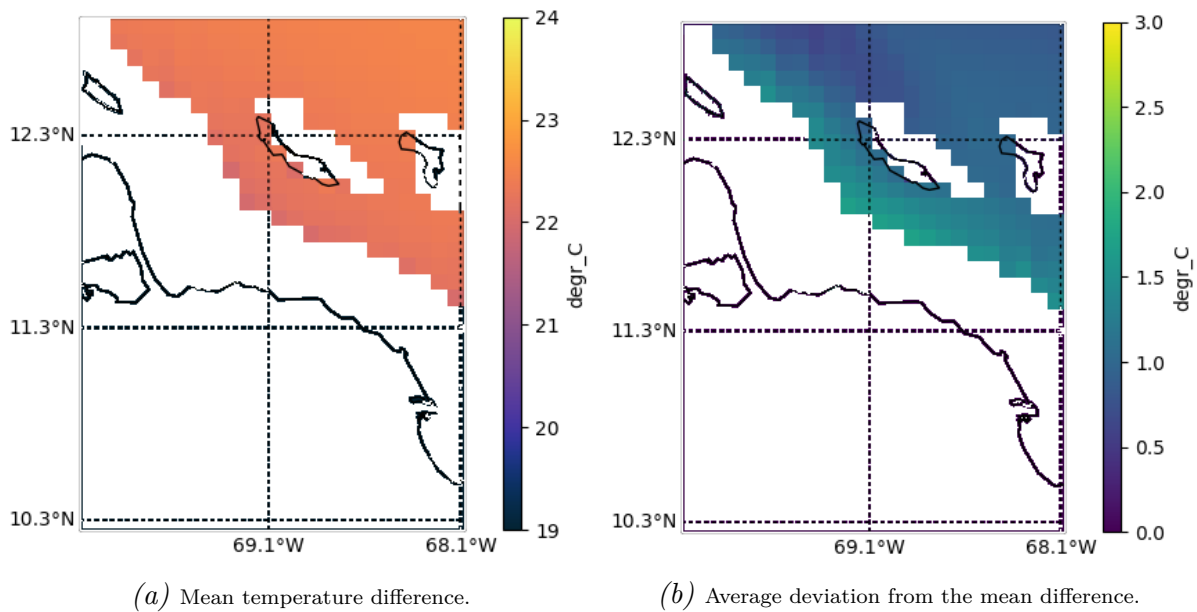 24
23
22
21
20
19
degr_C
12.3°N
11.3°N
10.3°N
69.1°W 68.1°W
(a) Mean temperature difference.
3.0
2.5
2.0
1.5
1.0
0.5
0.0
degr_C
12.3°N
11.3°N
10.3°N
69.1°W 68.1°W
(b) Average deviation from the mean difference.